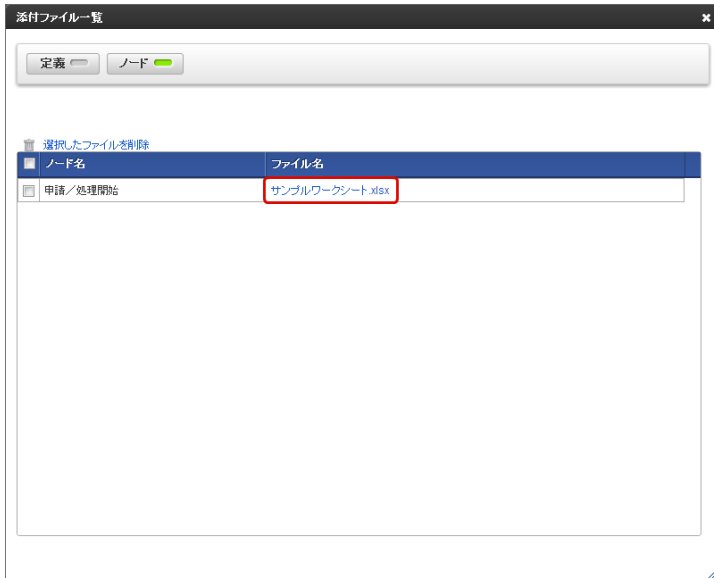 添付ファイル一覧
定義 ノード
選択したファイルを削除
ノード名 ファイル名
申請／処理開始 サンプルワークシート.xlsx